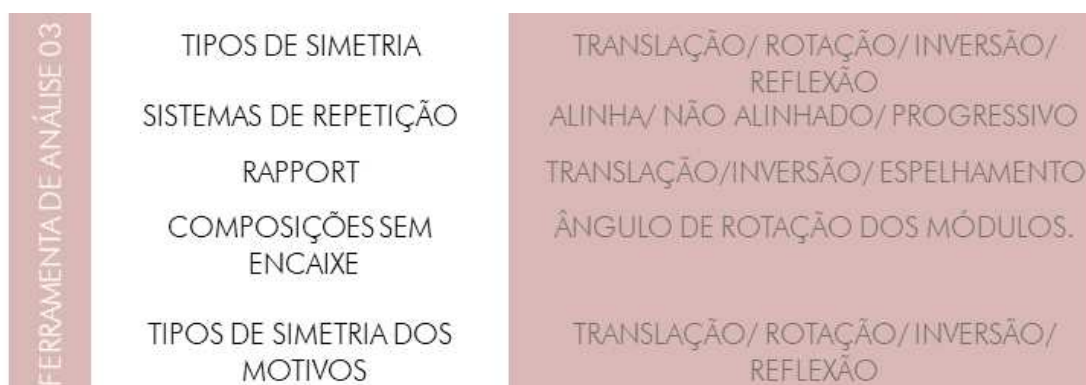 FERRAMENTA DE ANÁLISE 03
TIPOS DE SIMETRIA
TRANSLAÇÃO/ ROTAÇÃO/ INVERSÃO/
REFLEXÃO
SISTEMAS DE REPETIÇÃO
ALINHA/ NÃO ALINHADO/ PROGRESSIVO
RAPPORT
TRANSLAÇÃO/INVERSÃO/ ESPELHAMENTO
COMPOSIÇÕES SEM
ENCAIXE
ÂNGULO DE ROTAÇÃO DOS MÓDULOS.
TIPOS DE SIMETRIA DOS
MOTIVOS
TRANSLAÇÃO/ ROTAÇÃO/ INVERSÃO/
REFLEXÃO